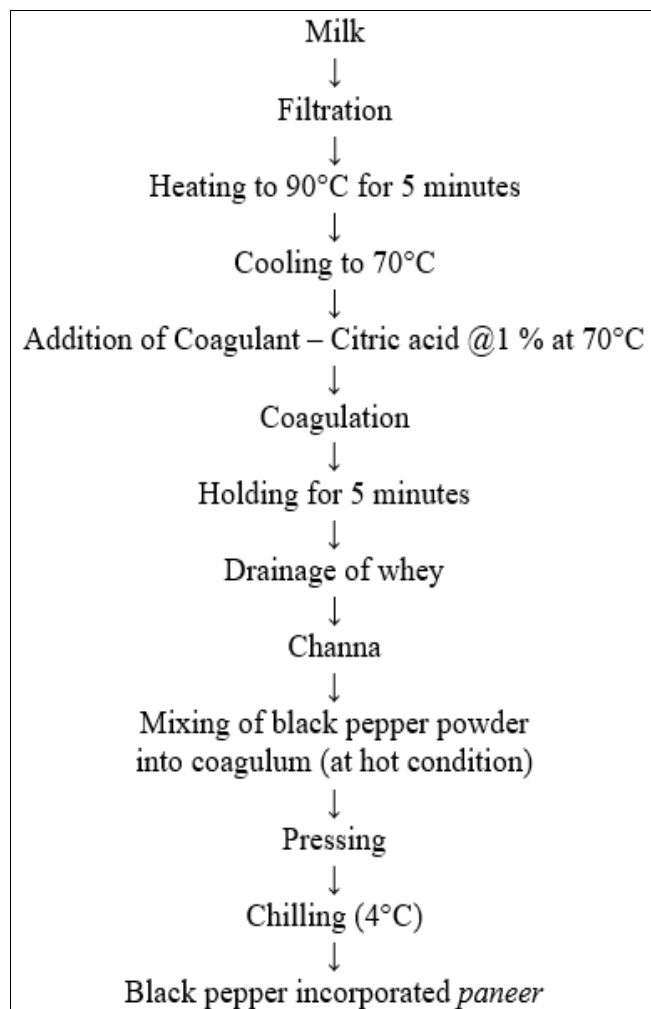 Milk
↓
Filtration
↓
Heating to 90°C for 5 minutes
↓
Cooling to 70°C
↓
Addition of Coagulant – Citric acid @1 % at 70°C
↓
Coagulation
↓
Holding for 5 minutes
↓
Drainage of whey
↓
Channa
↓
Mixing of black pepper powder
into coagulum (at hot condition)
↓
Pressing
↓
Chilling (4°C)
↓
Black pepper incorporated paneer